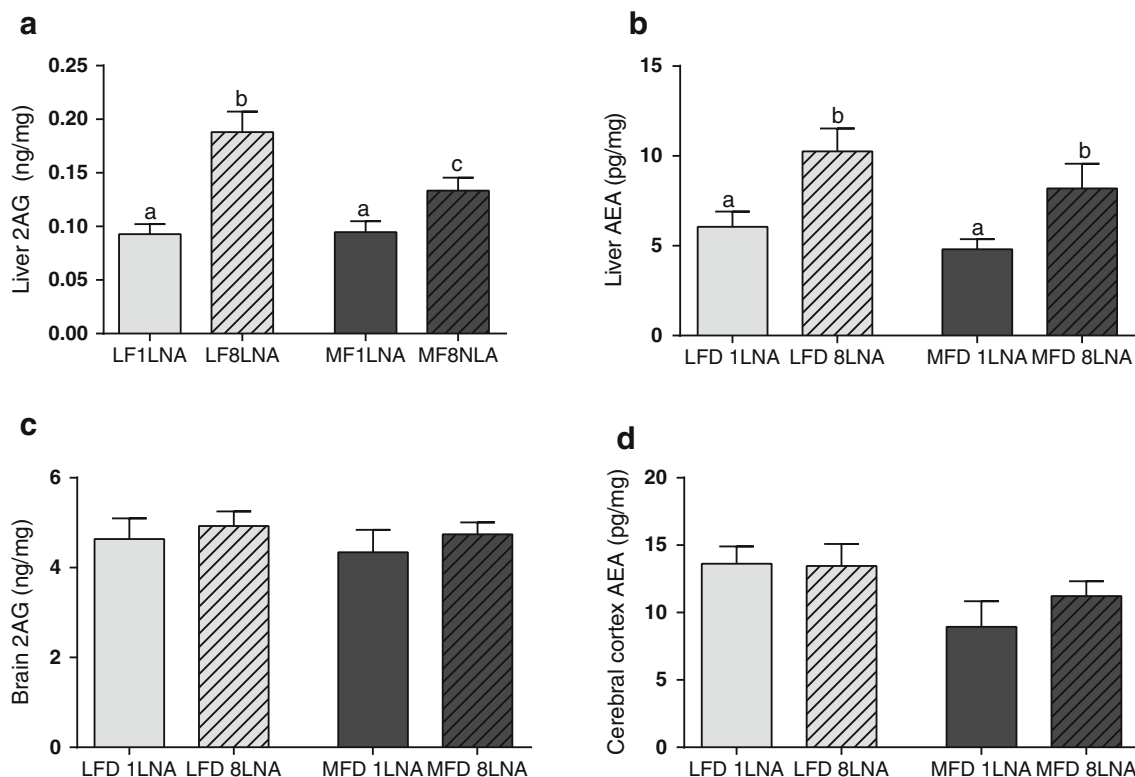 a
Liver 2AG (ng/mg)
0.25
0.20
0.15
0.10
0.05
0.00
a
b
a
c
LF1LNA LF8LNA MF1LNA MF8NLA
b
Liver AEA (pg/mg)
15
10
5
0
a
b
a
b
LFD 1LNA LFD 8LNA MFD 1LNA MFD 8LNA
c
Brain 2AG (ng/mg)
6
4
2
0
LFD 1LNA LFD 8LNA MFD 1LNA MFD 8LNA
d
Cerebral cortex AEA (pg/mg)
20
15
10
5
0
LFD 1LNA LFD 8LNA MFD 1LNA MFD 8LNA